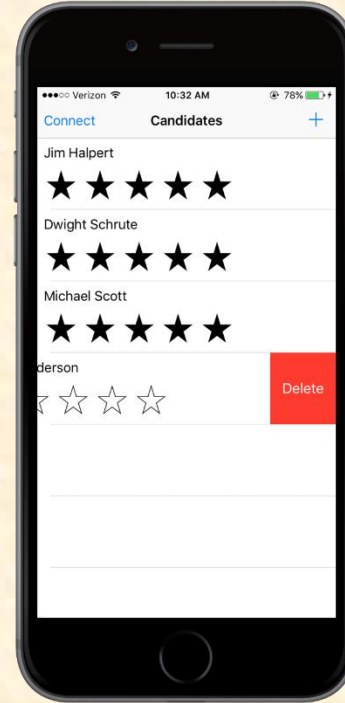 Verizon 10:32 AM 78%
Connect Candidates +
Jim Halpert
Dwight Schrute
Michael Scott
derson
Delete